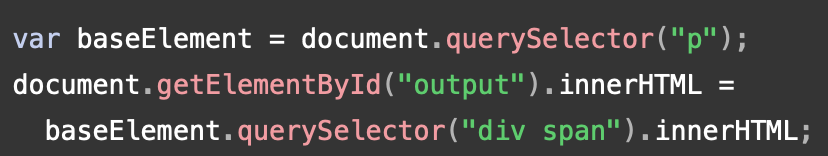 var baseElement = document.querySelector("p");
document.getElementById("output").innerHTML =
  baseElement.querySelector("div span").innerHTML;